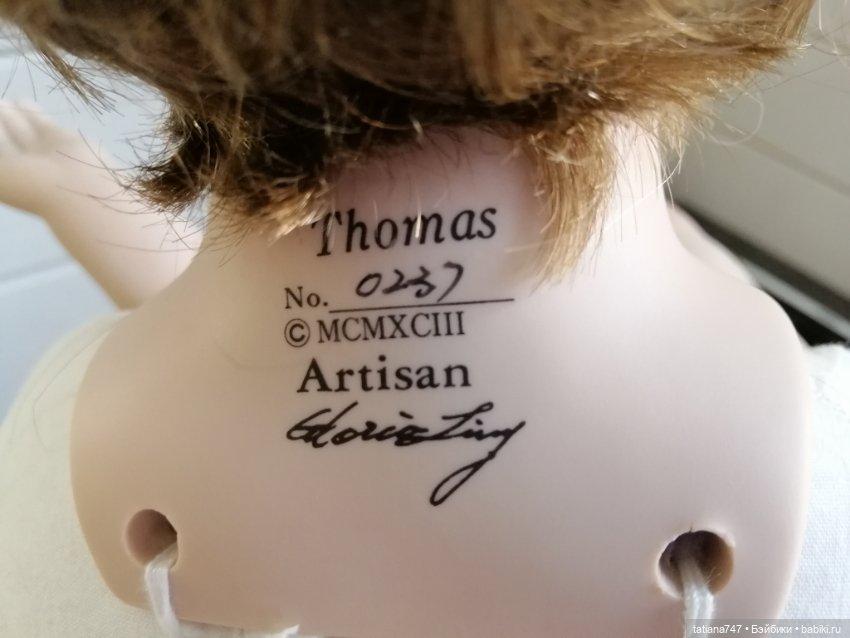 Thomas
No. 0237
© MCMXCIII
Artisan
tatiana747 • Бэйбики • babiki.ru